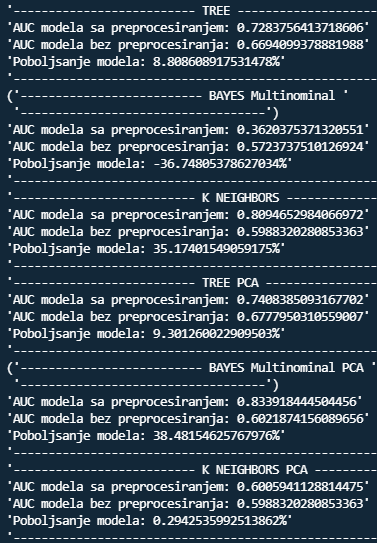 '-------------------------- TREE --------------------
'AUC modela sa preprocesiranjem: 0.7283756413718606'
'AUC modela bez preprocesiranja: 0.6694099378881988'
'Poboljsanje modela: 8.808608917531478%'
'----------------------------------------------------
('-------------------------- BAYES Multinominal '
 '-----------------------------------')
'AUC modela sa preprocesiranjem: 0.3620375371320551'
'AUC modela bez preprocesiranja: 0.5723737510126924'
'Poboljsanje modela: -36.74805378627034%'
'----------------------------------------------------
'-------------------------- K NEIGHBORS -------------
'AUC modela sa preprocesiranjem: 0.8094652984066972'
'AUC modela bez preprocesiranja: 0.5988320280853363'
'Poboljsanje modela: 35.17401549059175%'
'----------------------------------------------------
'-------------------------- TREE PCA ----------------
'AUC modela sa preprocesiranjem: 0.7408385093167702'
'AUC modela bez preprocesiranja: 0.6777950310559007'
'Poboljsanje modela: 9.301260022909503%'
'----------------------------------------------------
('-------------------------- BAYES Multinominal PCA '
 '-----------------------------------')
'AUC modela sa preprocesiranjem: 0.833918444504456'
'AUC modela bez preprocesiranja: 0.6021874156089656'
'Poboljsanje modela: 38.48154625767976%'
'----------------------------------------------------
'-------------------------- K NEIGHBORS PCA ---------
'AUC modela sa preprocesiranjem: 0.6005941128814475'
'AUC modela bez preprocesiranja: 0.5988320280853363'
'Poboljsanje modela: 0.2942535992513862%'
'----------------------------------------------------